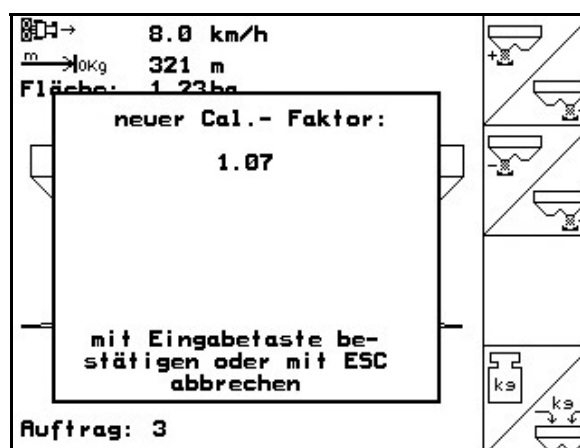 8.0 km/h
m 0Kg 321 m
Fläche: 1.23ha
neuer Cal.- Faktor:
1.07
mit Eingabetaste be-
stätigen oder mit ESC
abbrechen
Auftrag: 3
+
-
kg
kg